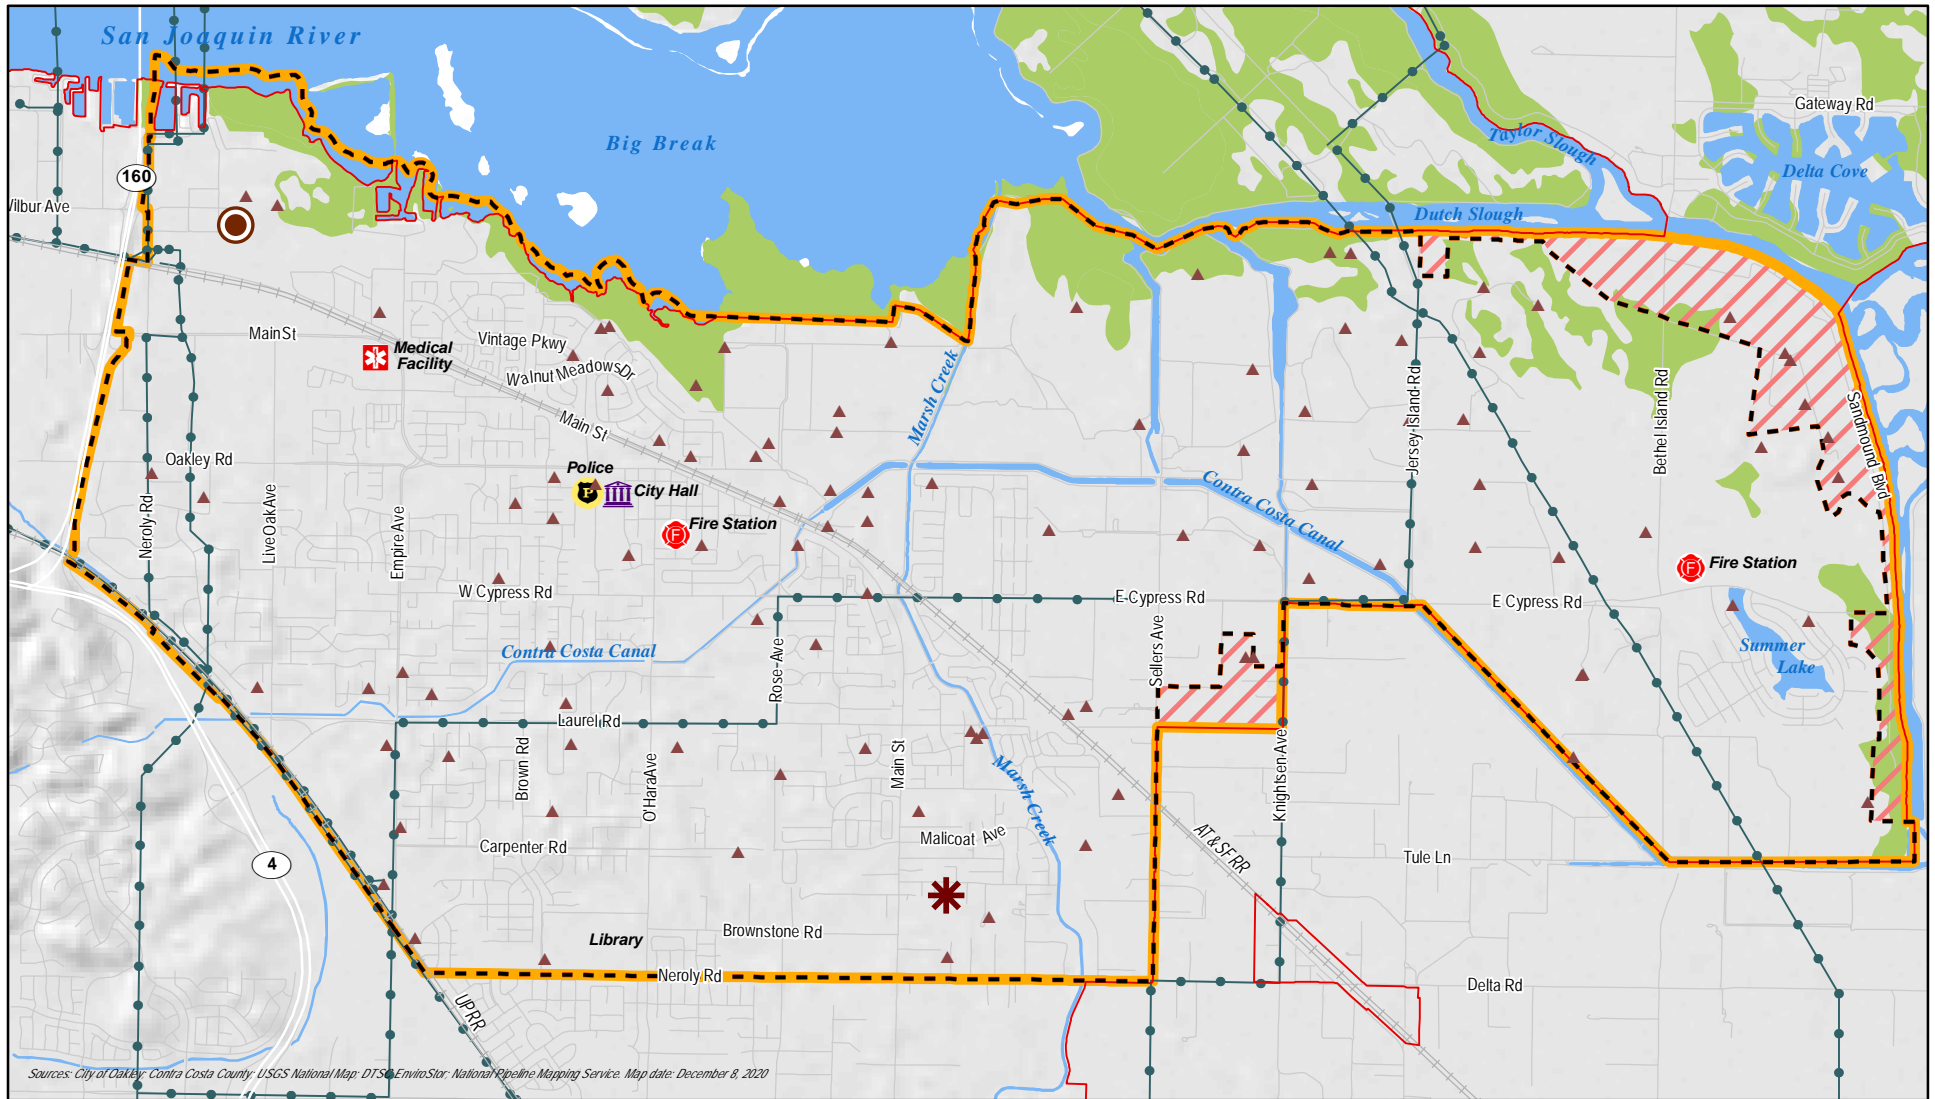 San Joaquin River
Gateway Rd
Taylor Slough
Big Break
Delta Cove
160
Wilbur Ave
Dutch Slough
Main St
Vintage Pkwy
Medical
Facility
Walnut Meadows Dr
Marsh Creek
Jersey Island Rd
Bethel Island Rd
Sandmound Blvd
Main St
Oakley Rd
Police
P
City Hall
Contra Costa Canal
Neroly Rd
Live Oak Ave
Empire Ave
Fire Station
F
Fire Station
F
W Cypress Rd
E Cypress Rd
E Cypress Rd
Sellers Ave
Contra Costa Canal
Rose Ave
Summer
Lake
Laurel Rd
Brown Rd
O'Hara Ave
Main St
Marsh Creek
Knightsen Ave
Malicoat Ave
Carpenter Rd
AT & SF RR
Tule Ln
4
Library
Brownstone Rd
Neroly Rd
Delta Rd
UP RR
Sources: City of Oakley; Contra Costa County; USGS National Map; DTSC EnviroStor; National Pipeline Mapping Service. Map date: December 8, 2020